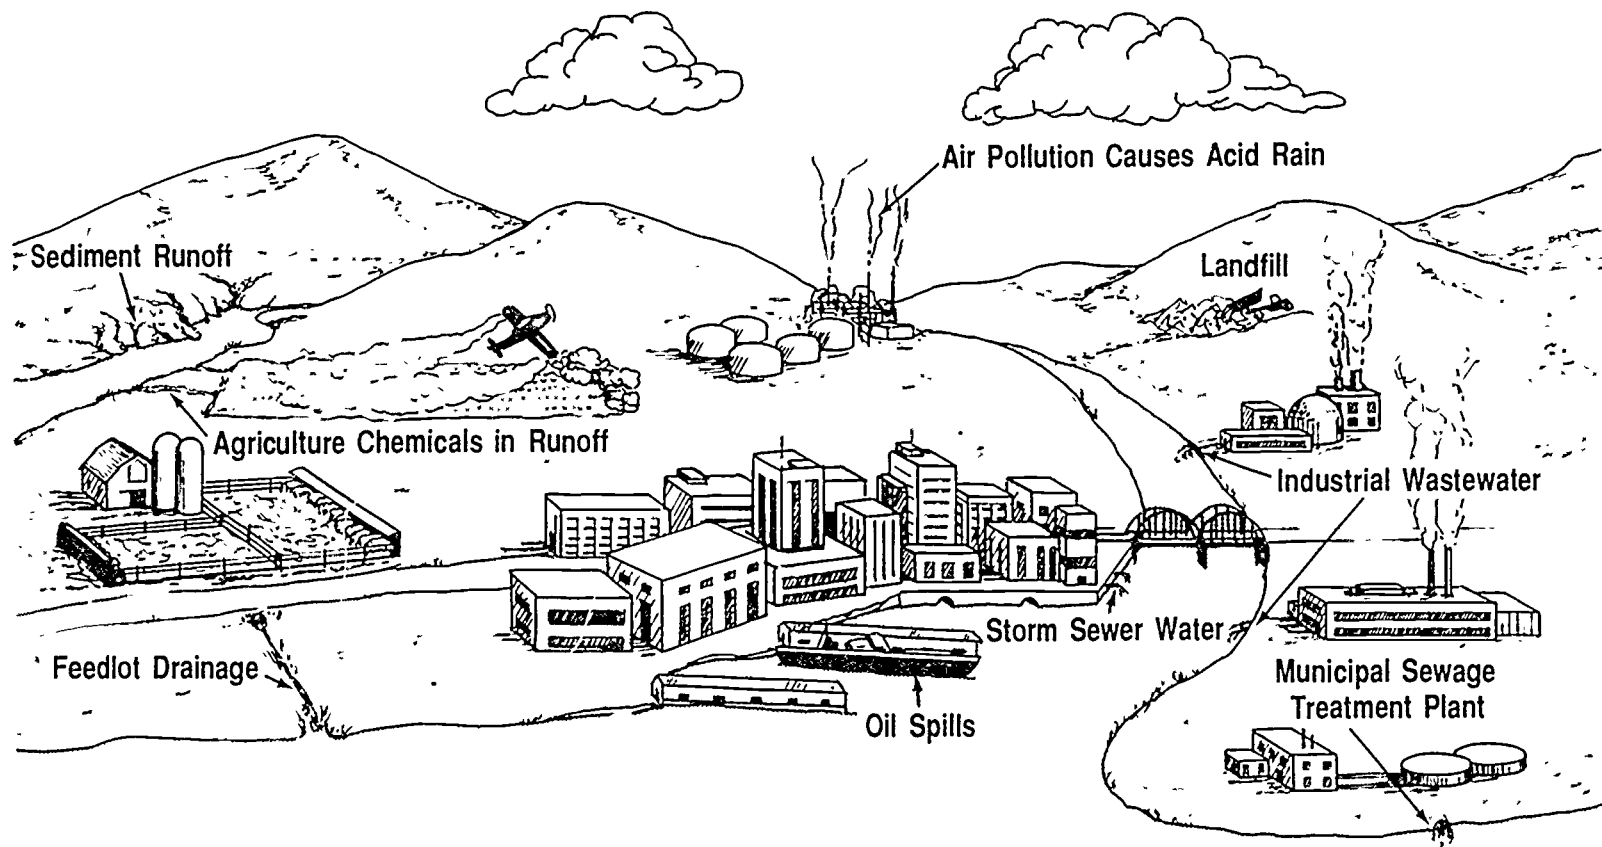 Air Pollution Causes Acid Rain
Sediment Runoff
Landfill
Agriculture Chemicals in Runoff
Industrial Wastewater
Storm Sewer Water
Feedlot Drainage
Municipal Sewage
Treatment Plant
Oil Spills